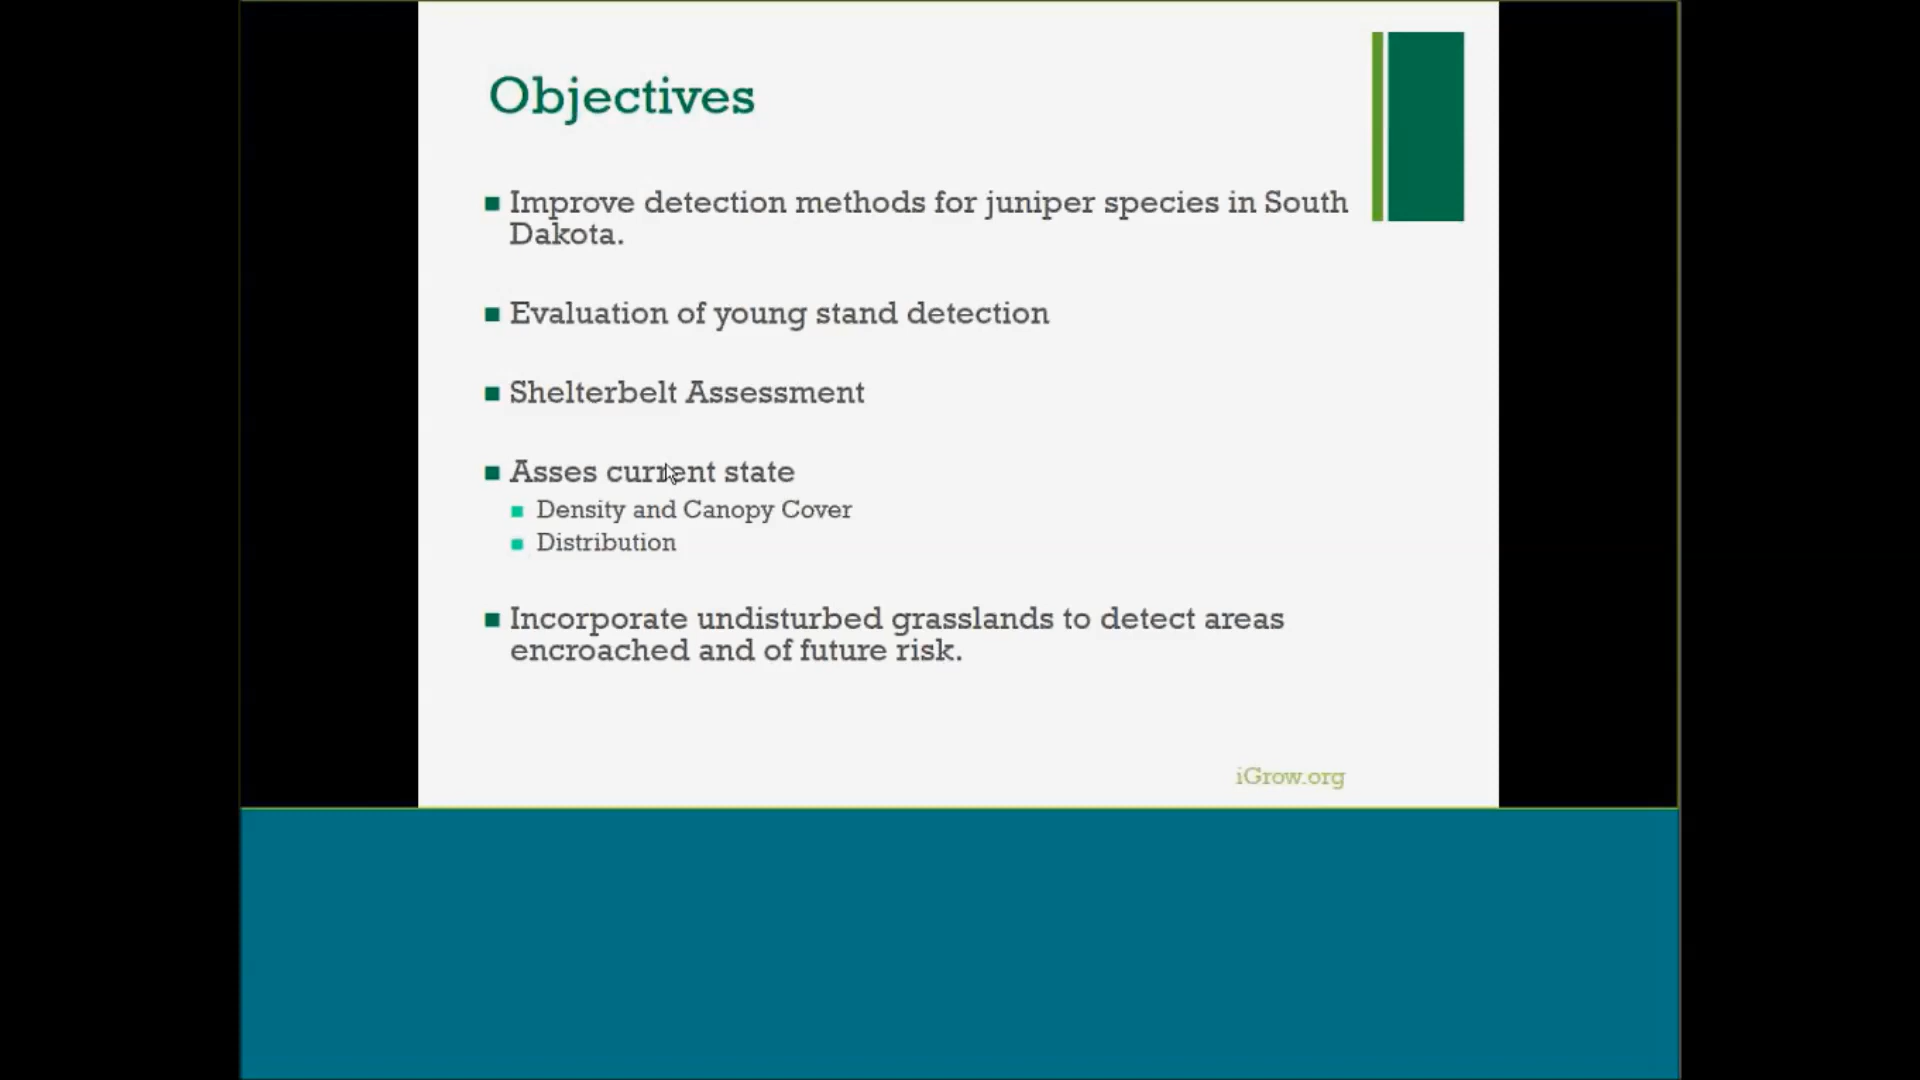 Objectives
Improve detection methods for juniper species in South
Dakota.
Evaluation of young stand detection
Shelterbelt Assessment
Asses current state
Density and Canopy Cover
Distribution
Incorporate undisturbed grasslands to detect areas
encroached and of future risk.
iGrow.org